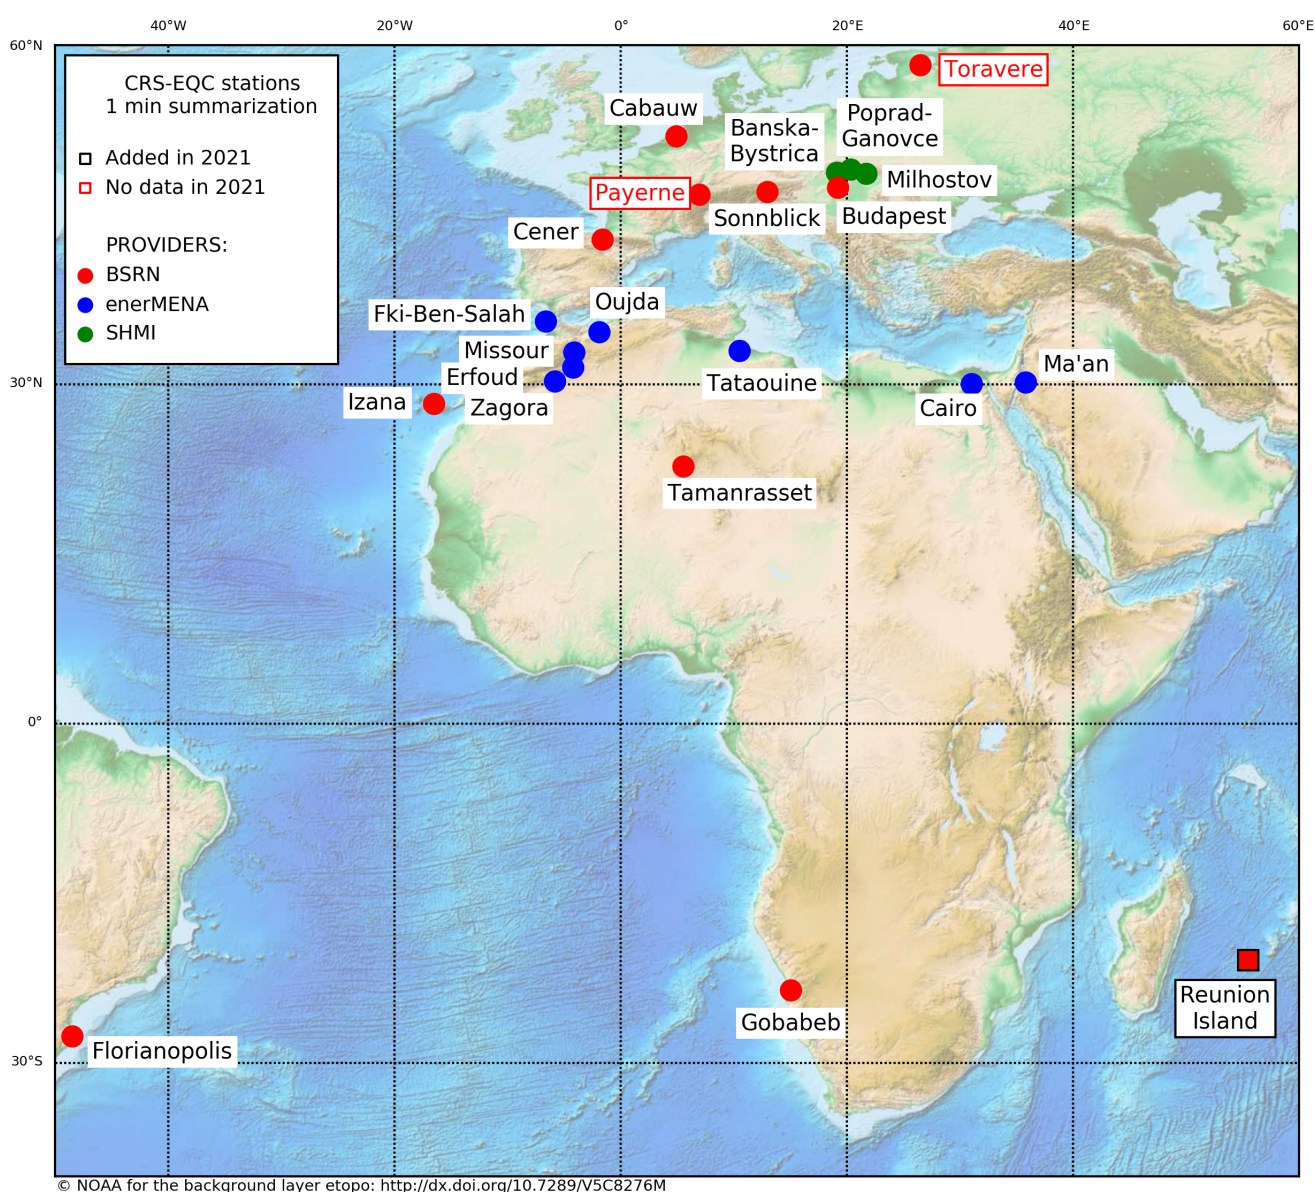 40°W
20°W
0°
20°E
40°E
60°E
60°N
CRS-EQC stations
1 min summarization
Added in 2021
No data in 2021
PROVIDERS:
BSRN
enerMENA
SHMI
Toravere
Cabauw
Poprad-
Ganovce
Banska-
Bystrica
Milhostov
Payerne
Sonnblick
Budapest
Cener
Fki-Ben-Salah
Oujda
Missour
Erfoud
Zagora
Tataouine
Ma'an
Cairo
30°N
Izana
Tamanrasset
0°
Reunion
Island
Gobabeb
Florianopolis
30°S
© NOAA for the background layer etopo: http://dx.doi.org/10.7289/V5C8276M